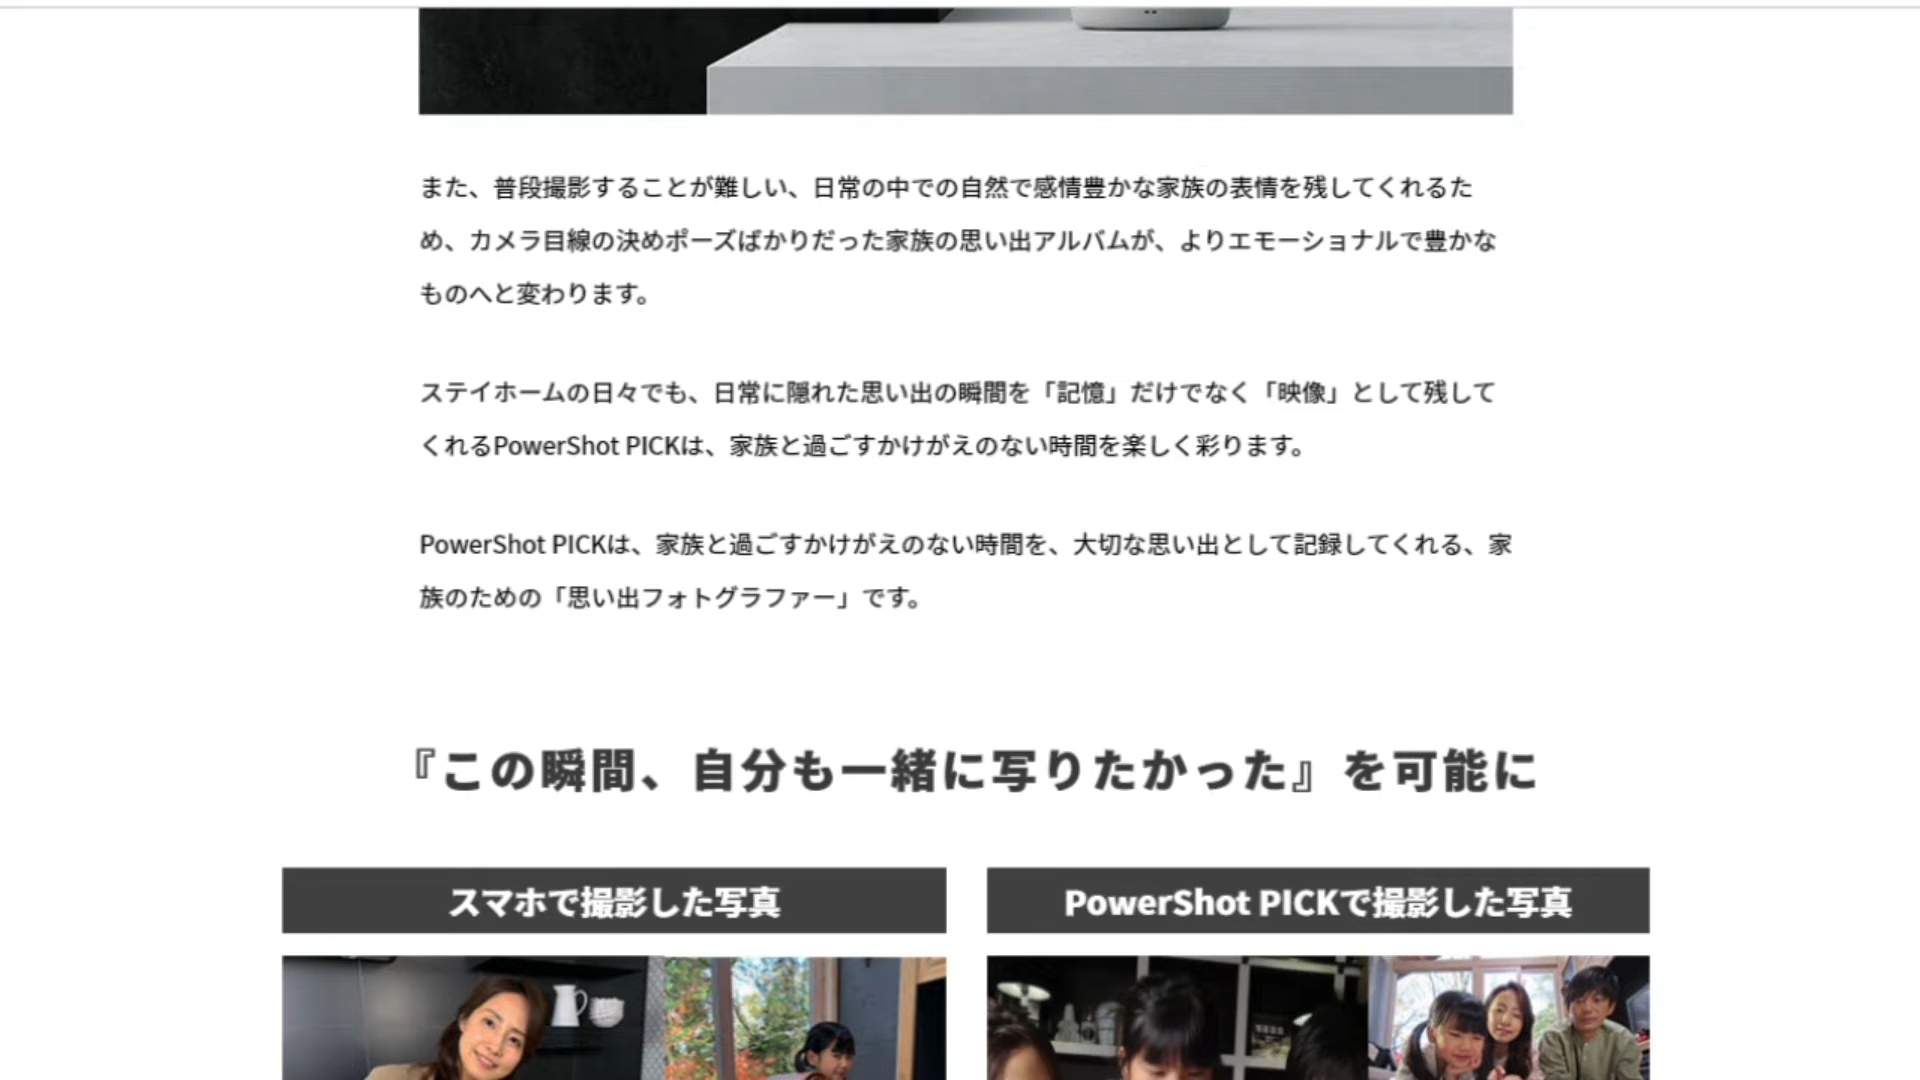 また、普段撮影することが難しい、日常の中での自然で感情豊かな家族の表情を残してくれるた
め、カメラ目線の決めポーズばかりだった家族の思い出アルバムが、よりエモーショナルで豊かな
ものへと変わります。
ステイホームの日々でも、日常に隠れた思い出の瞬間を「記憶」だけでなく「映像」として残して
くれるPowerShot PICKは、家族と過ごすかけがえのない時間を楽しく彩ります。
PowerShot PICKは、家族と過ごすかけがえのない時間を、大切な思い出として記録してくれる、家
族のための「思い出フォトグラファー」です。
『この瞬間、自分も一緒に写りたかった』を可能に
スマホで撮影した写真
PowerShot PICKで撮影した写真